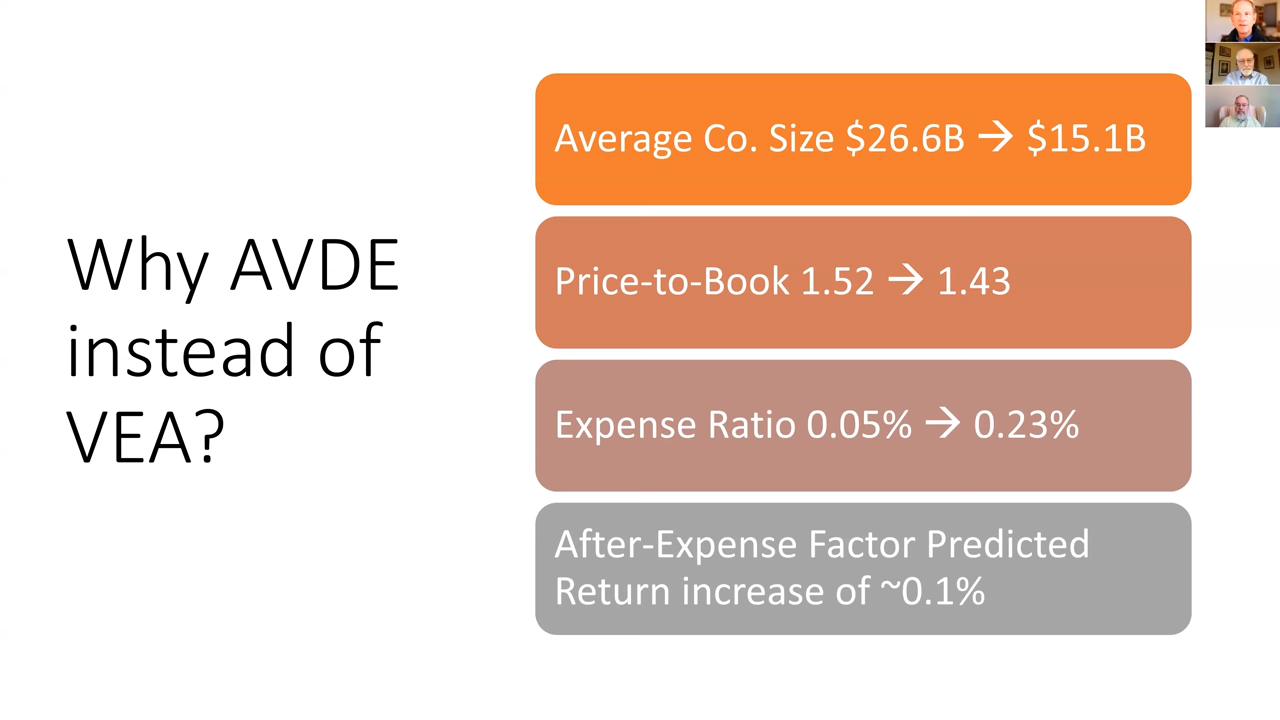 Why AVDE
instead of
VEA?
Average Co. Size $26.6B → $15.1B
Price-to-Book 1.52 → 1.43
Expense Ratio 0.05% → 0.23%
After-Expense Factor Predicted
Return increase of ~0.1%